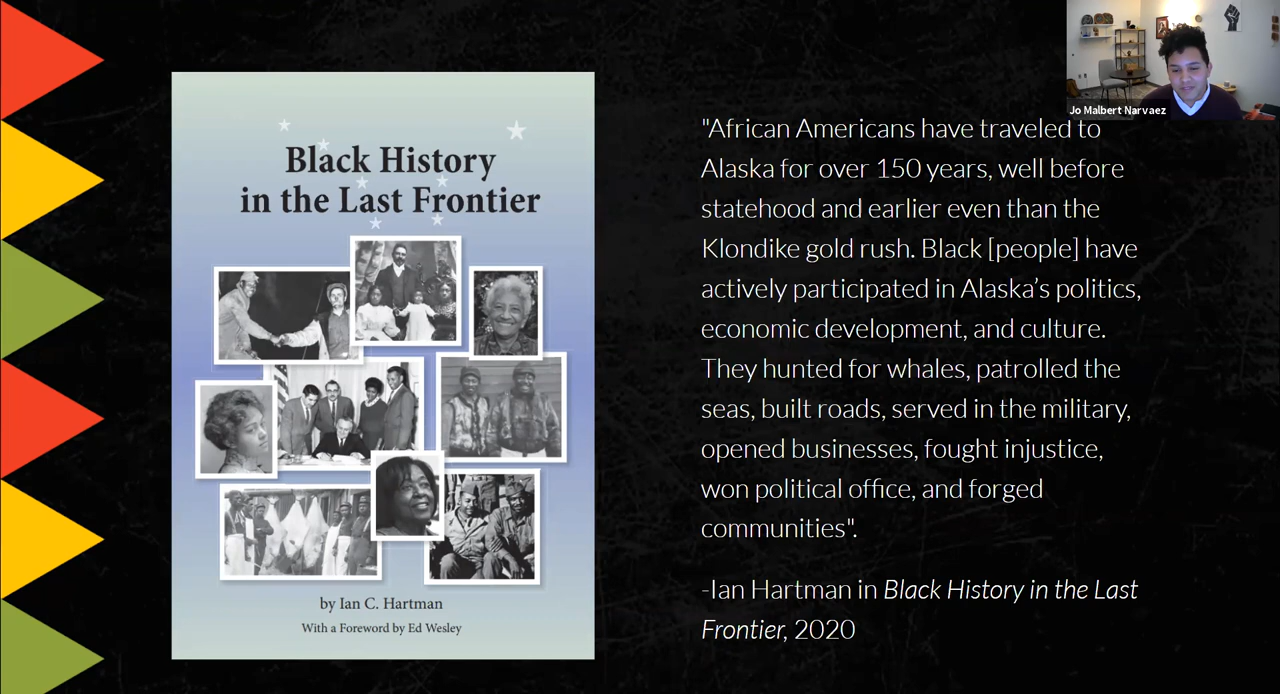 Black History
in the Last Frontier
by Ian C. Hartman
With a Foreword by Ed Wesley
Jo Malbert Narvaez
"African Americans have traveled to
Alaska for over 150 years, well before
statehood and earlier even than the
Klondike gold rush. Black [people] have
actively participated in Alaska’s politics,
economic development, and culture.
They hunted for whales, patrolled the
seas, built roads, served in the military,
opened businesses, fought injustice,
won political office, and forged
communities".
-Ian Hartman in Black History in the Last
Frontier, 2020